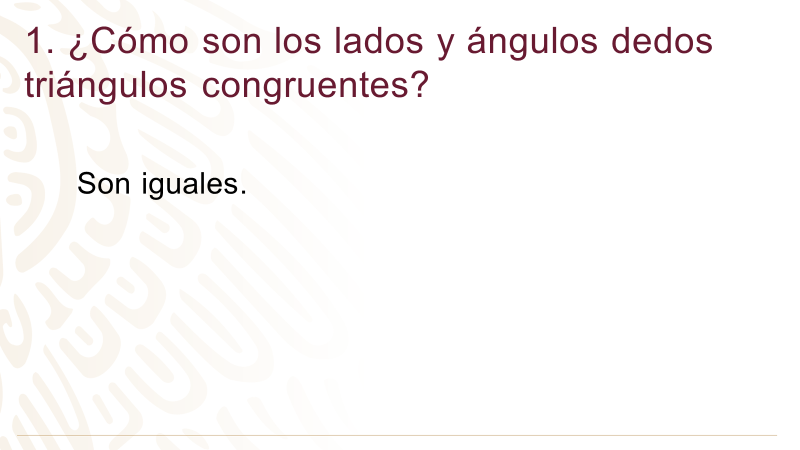 1. ¿Cómo son los lados y ángulos dedos
triángulos congruentes?
Son iguales.